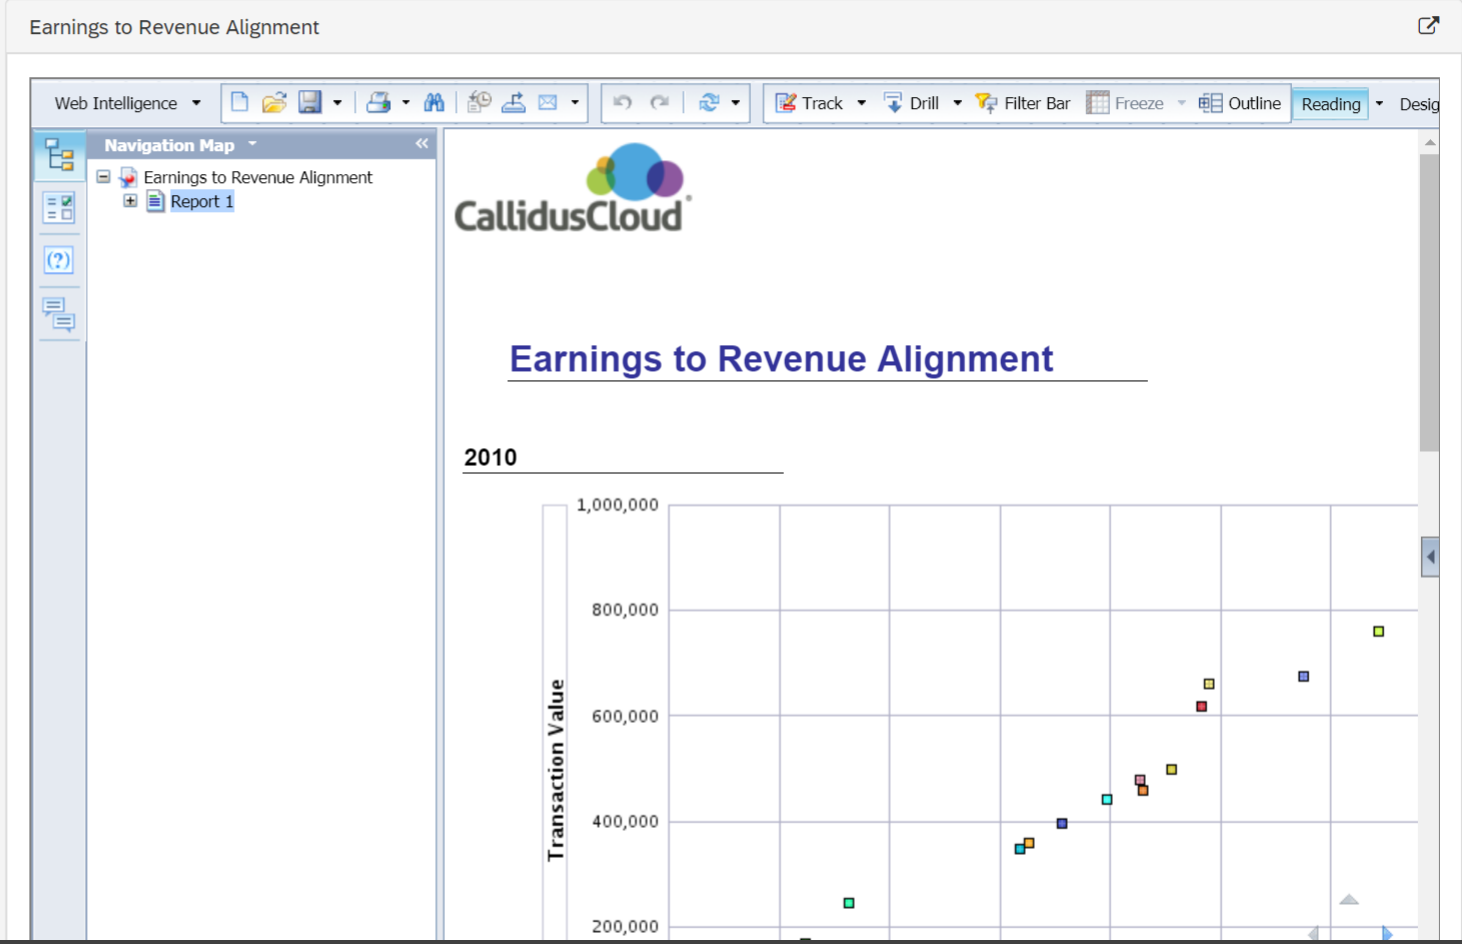 Earnings to Revenue Alignment
Web Intelligence Track Drill Filter Bar Freeze Outline Reading Desig
Navigation Map
Earnings to Revenue Alignment
Report 1
CallidusCloud
Earnings to Revenue Alignment
2010
Transaction Value
1,000,000
800,000
600,000
400,000
200,000